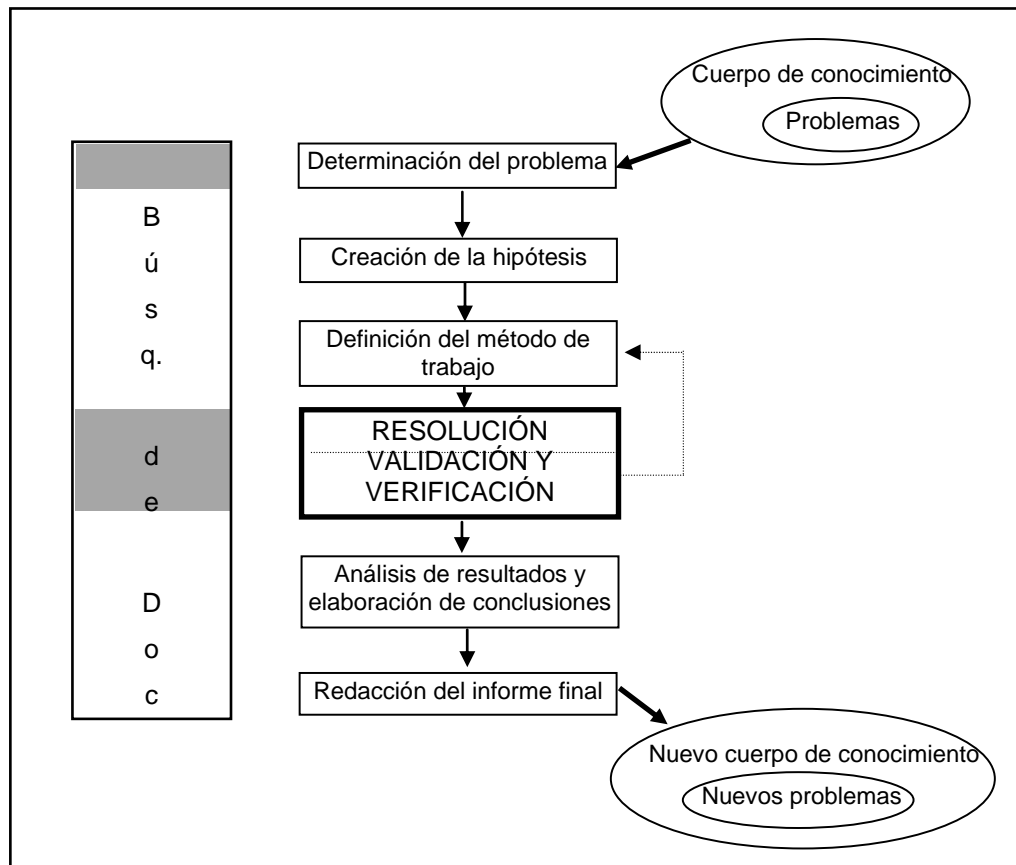 Cuerpo de conocimiento
Problemas
Determinación del problema
Creación de la hipótesis
Definición del método de
trabajo
RESOLUCIÓN
VALIDACIÓN Y
VERIFICACIÓN
Análisis de resultados y
elaboración de conclusiones
Redacción del informe final
Nuevo cuerpo de conocimiento
Nuevos problemas
B
ú
s
q.
d
e
D
o
c